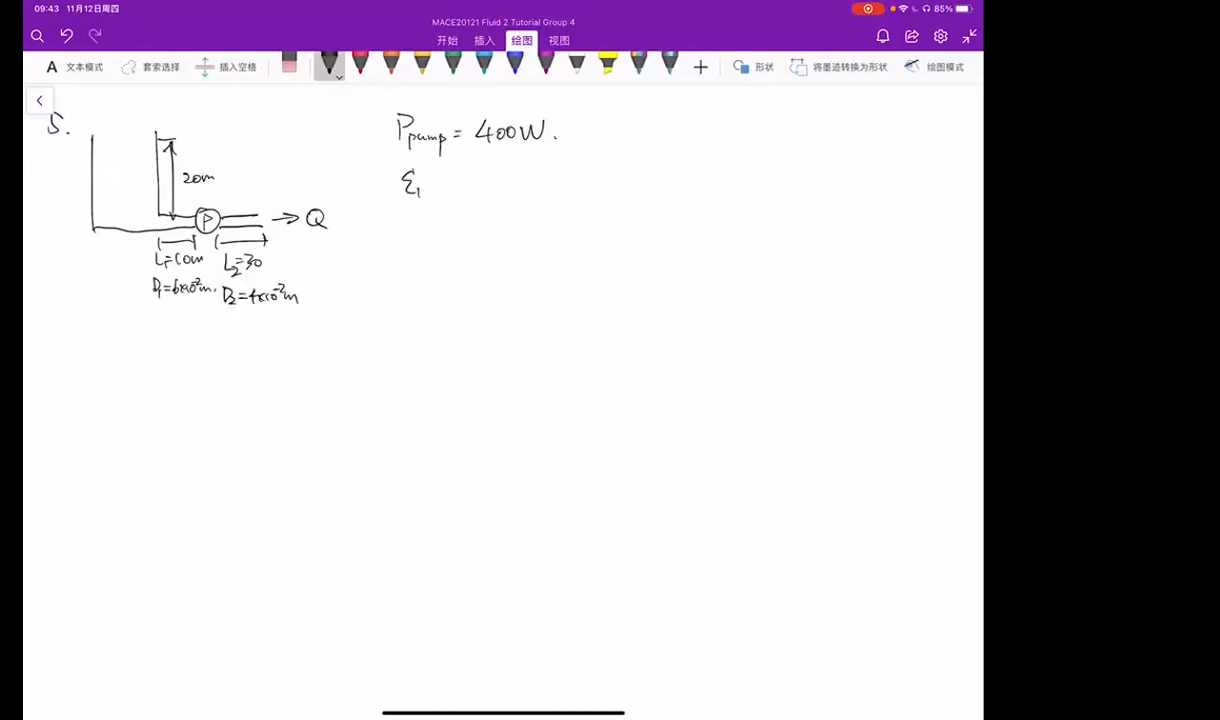 09:43 11月12日周四
85%
MACE20121 Fluid 2 Tutorial Group 4
开始 插入 绘图 视图
A 文本模式 套索选择 插入空格 形状 将墨迹转换为形状 绘图模式
5.
P_pump = 400W.
ξ₁
20m
P → Q
L₁=10m L₂=30
D₁=6×10⁻²m. D₂=4×10⁻²m